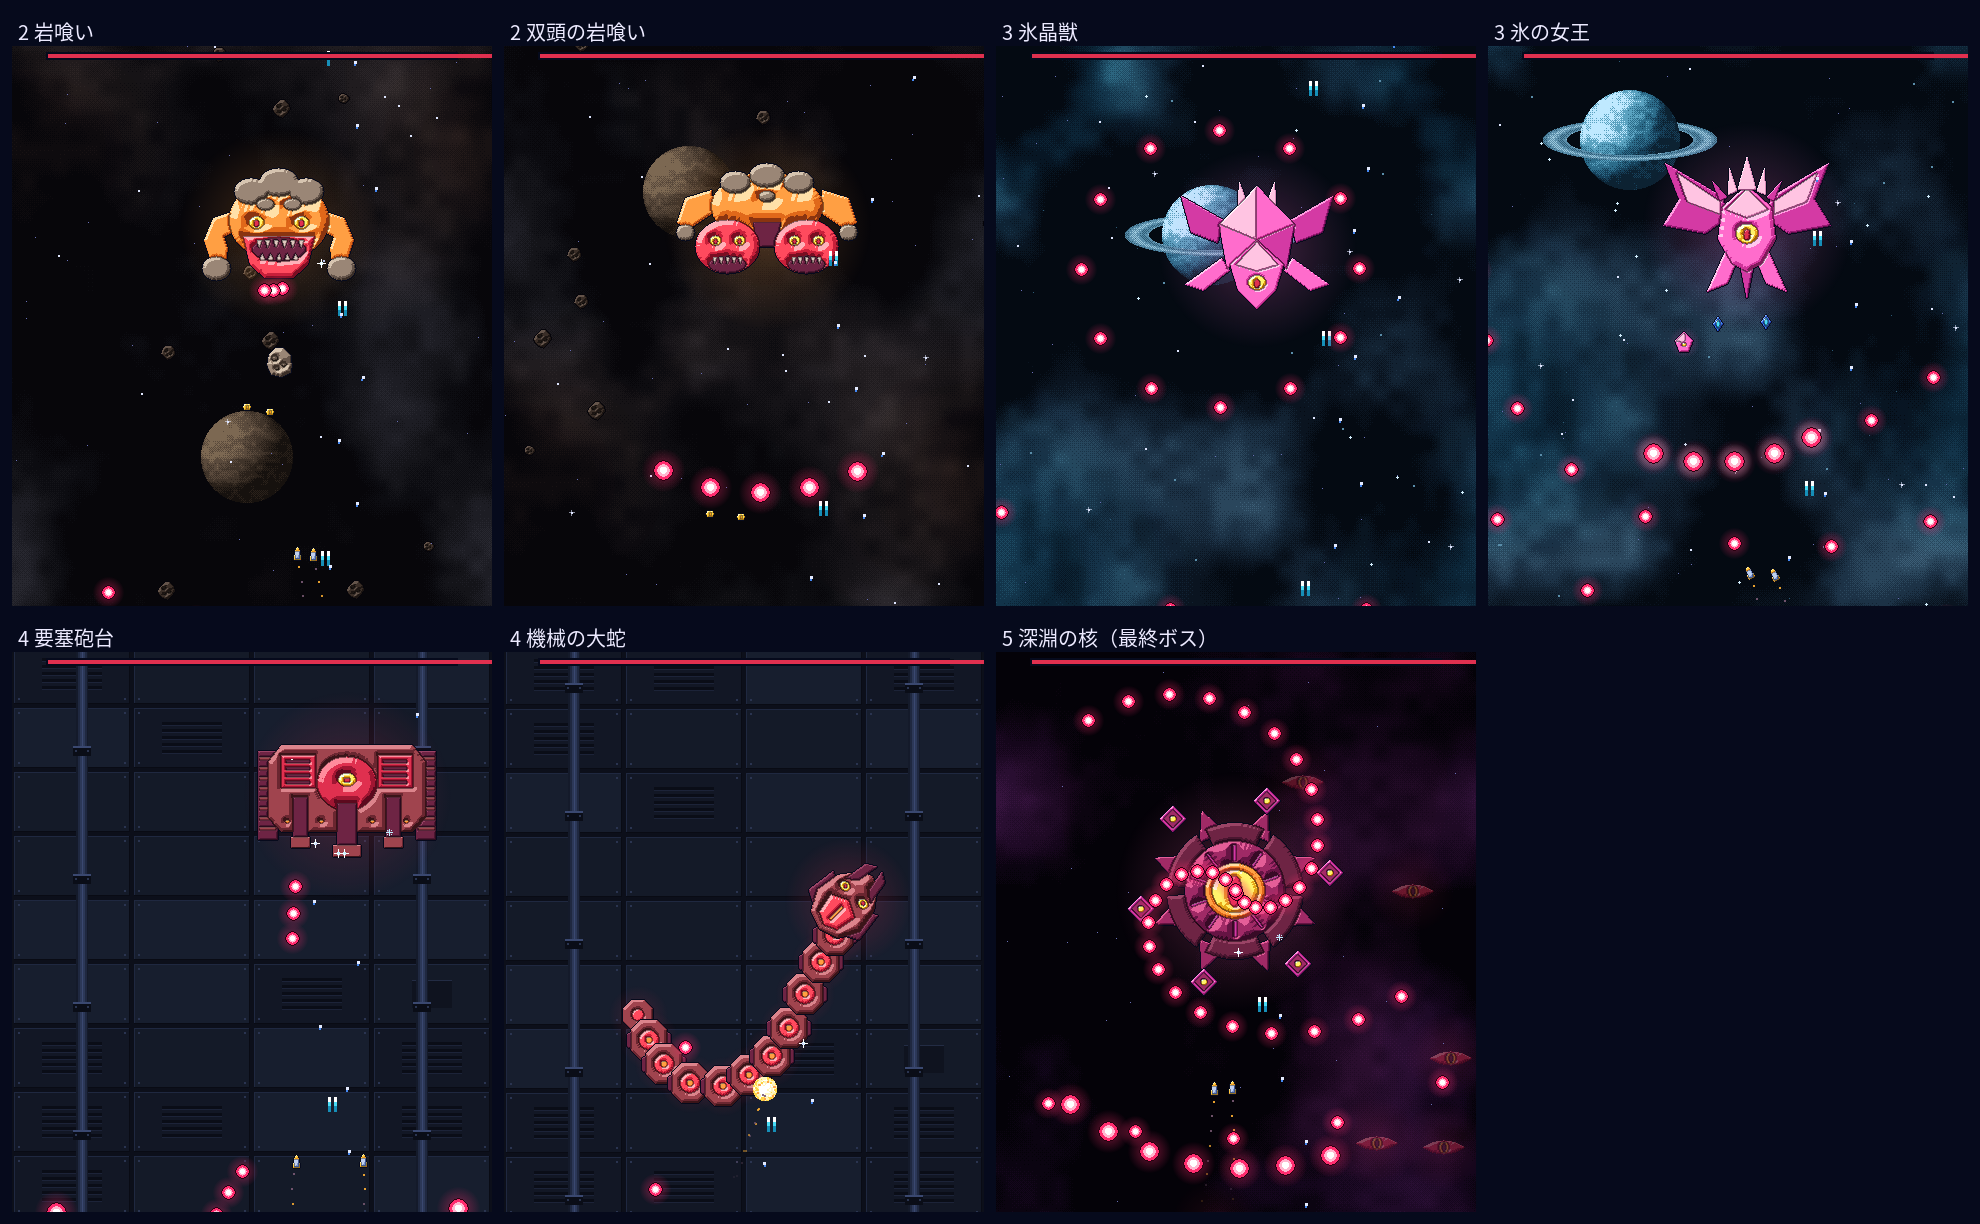 2 岩喰い
2 双頭の岩喰い
3 氷晶獣
3 氷の女王
4 要塞砲台
4 機械の大蛇
5 深淵の核（最終ボス）